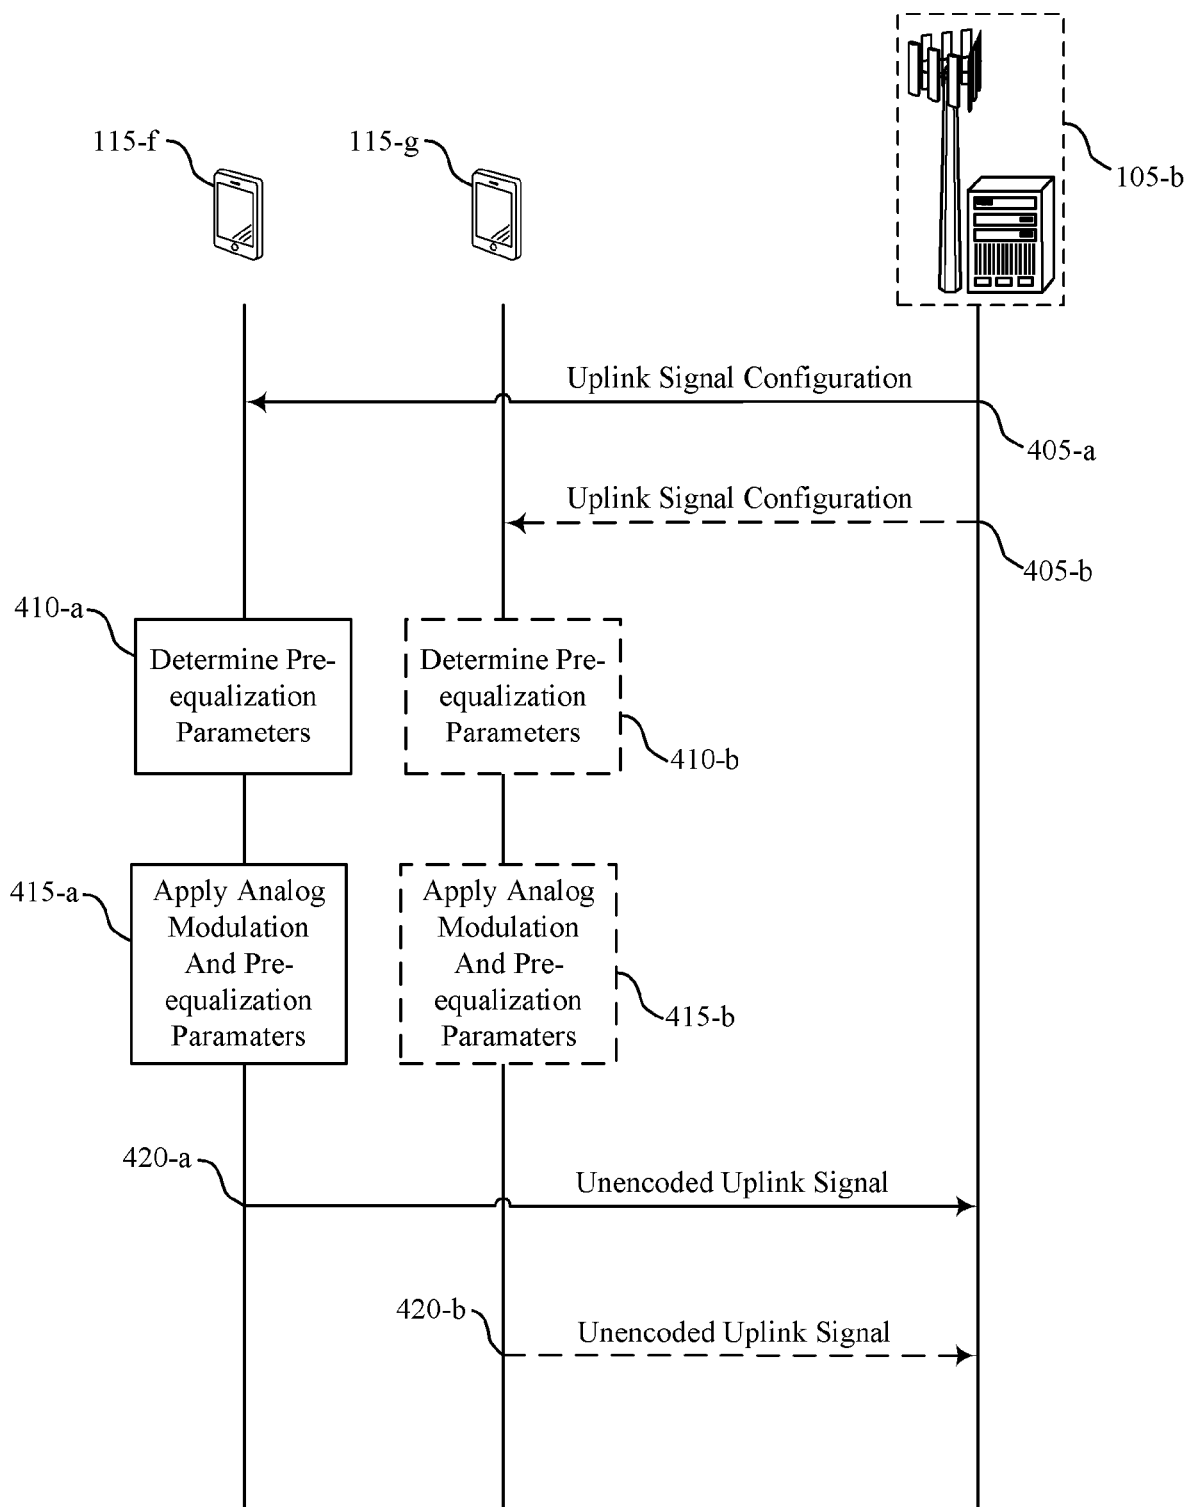 115-f
115-g
105-b
Uplink Signal Configuration
405-a
Uplink Signal Configuration
405-b
410-a
Determine Pre-
equalization
Parameters
Determine Pre-
equalization
Parameters
410-b
415-a
Apply Analog
Modulation
And Pre-
equalization
Paramaters
Apply Analog
Modulation
And Pre-
equalization
Paramaters
415-b
420-a
Unencoded Uplink Signal
420-b
Unencoded Uplink Signal